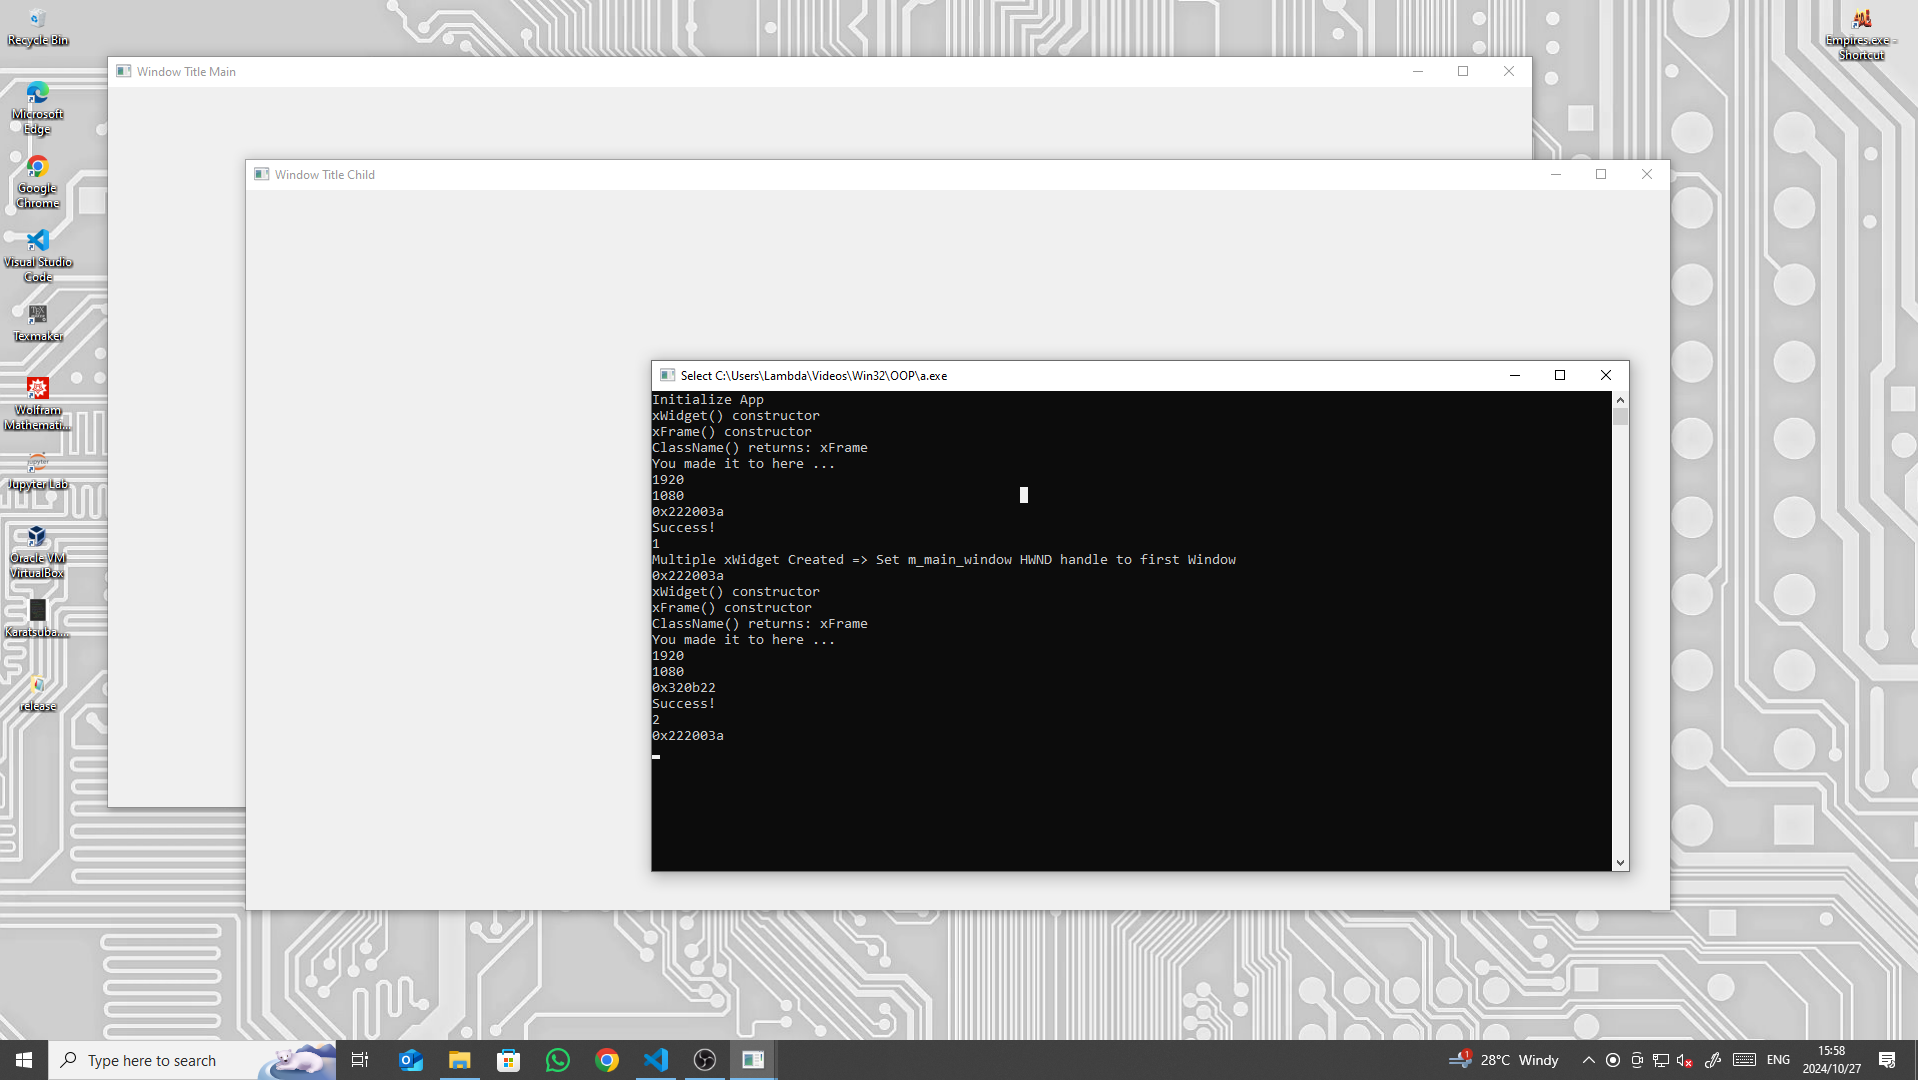 Recycle Bin
Empires.exe -
Shortcut
Window Title Main
Microsoft
Edge
Window Title Child
Google
Chrome
Visual Studio
Code
Texmaker
Select C:\Users\Lambda\Videos\Win32\OOP\a.exe
Initialize App
xWidget() constructor
xFrame() constructor
ClassName() returns: xFrame
You made it to here ...
1920
1080
0x222003a
Success!
1
Multiple xWidget Created => Set m_main_window HWND handle to first Window
0x222003a
xWidget() constructor
xFrame() constructor
ClassName() returns: xFrame
You made it to here ...
1920
1080
0x320b22
Success!
2
0x222003a
Wolfram
Mathemati...
Jupyter Lab
Oracle VM
VirtualBox
Karatsuba....
release
Type here to search
1
28°C Windy
ENG
15:58
2024/10/27